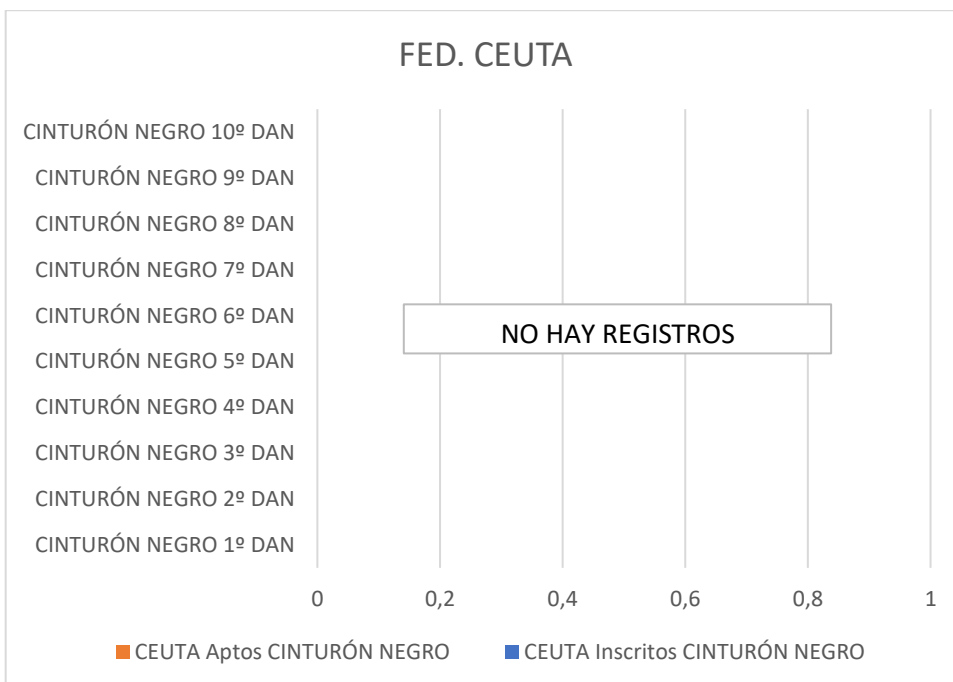 FED. CEUTA
CINTURÓN NEGRO 10º DAN
CINTURÓN NEGRO 9º DAN
CINTURÓN NEGRO 8º DAN
CINTURÓN NEGRO 7º DAN
CINTURÓN NEGRO 6º DAN
NO HAY REGISTROS
CINTURÓN NEGRO 5º DAN
CINTURÓN NEGRO 4º DAN
CINTURÓN NEGRO 3º DAN
CINTURÓN NEGRO 2º DAN
CINTURÓN NEGRO 1º DAN
0 0,2 0,4 0,6 0,8 1
CEUTA Aptos CINTURÓN NEGRO CEUTA Inscritos CINTURÓN NEGRO